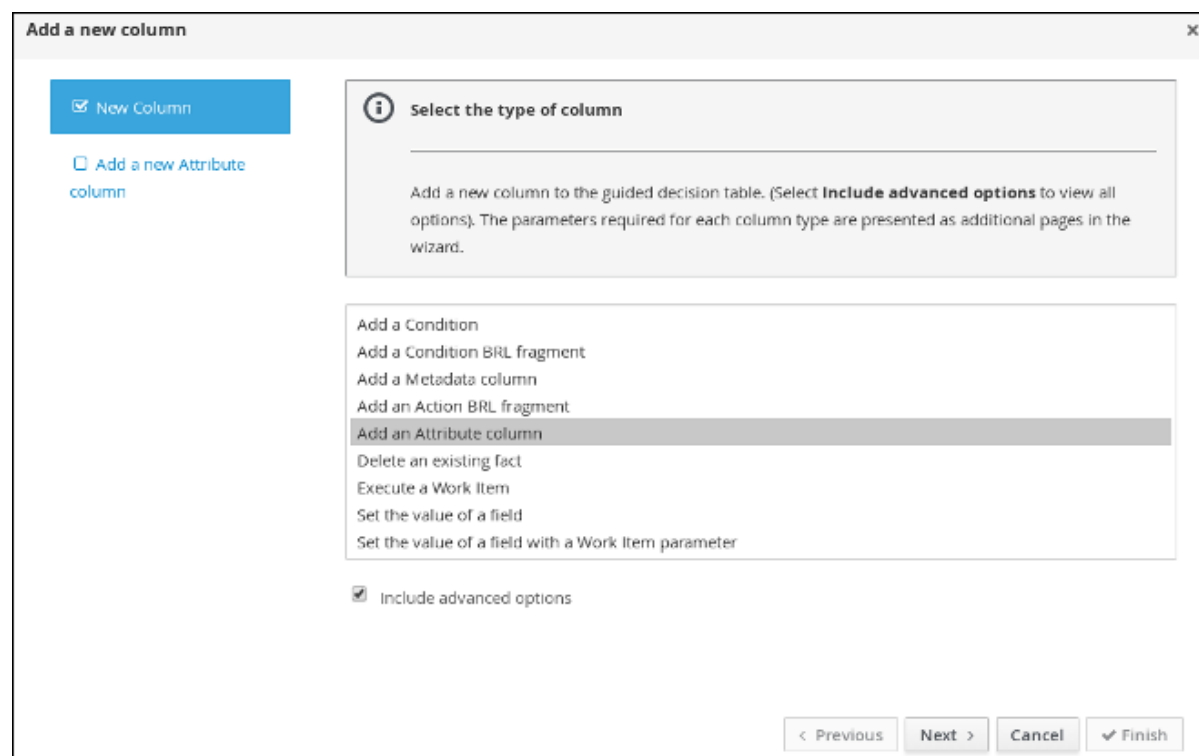 Add a new column
×
New Column
Add a new Attribute
column
Select the type of column
Add a new column to the guided decision table. (Select Include advanced options to view all
options). The parameters required for each column type are presented as additional pages in the
wizard.
Add a Condition
Add a Condition BRL fragment
Add a Metadata column
Add an Action BRL fragment
Add an Attribute column
Delete an existing fact
Execute a Work Item
Set the value of a field
Set the value of a field with a Work Item parameter
Include advanced options
< Previous Next > Cancel ✔ Finish